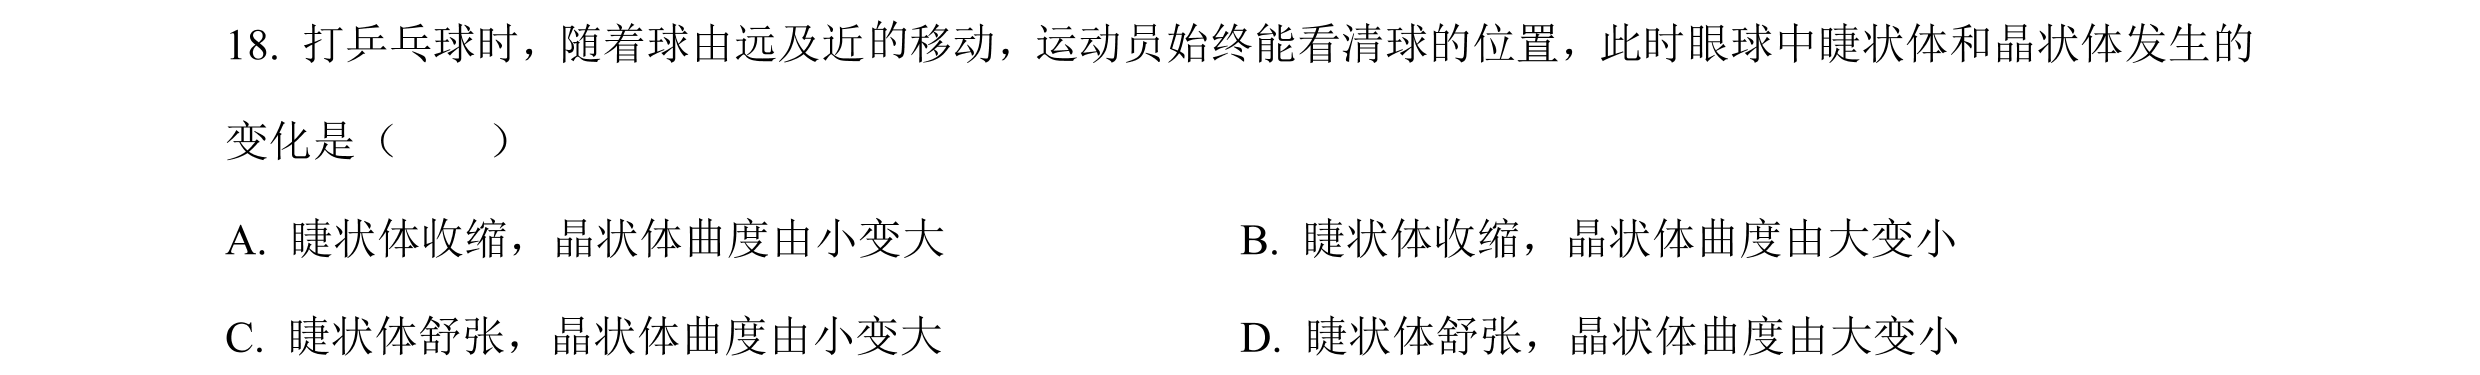 18. 打乒乓球时，随着球由远及近的移动，运动员始终能看清球的位置，此时眼球中睫状体和晶状体发生的
变化是（　　）
A. 睫状体收缩，晶状体曲度由小变大 B. 睫状体收缩，晶状体曲度由大变小
C. 睫状体舒张，晶状体曲度由小变大 D. 睫状体舒张，晶状体曲度由大变小